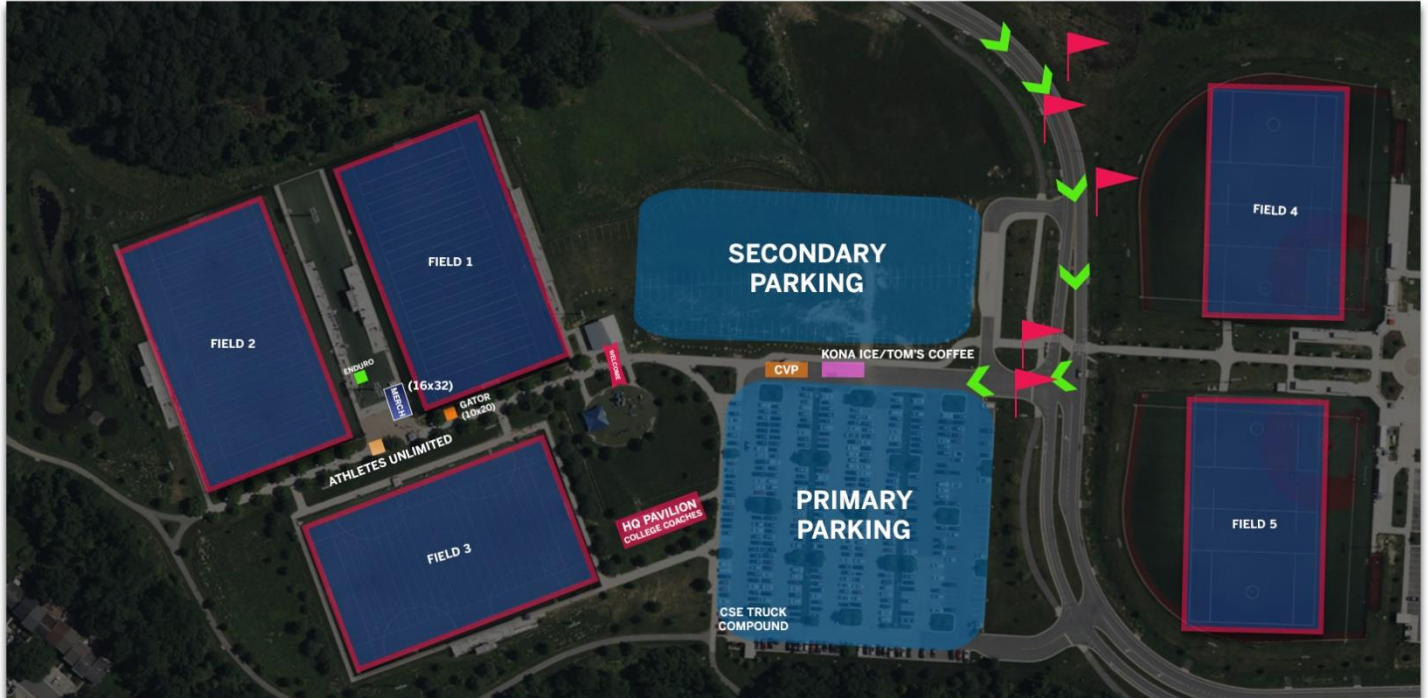 FIELD 4
FIELD 1
SECONDARY
PARKING
FIELD 2
KONA ICE/TOM'S COFFEE
WELCOME
CVP
ENDURO
MERCH
(16x32)
GATOR
(10x20)
ATHLETES UNLIMITED
HQ PAVILION
COLLEGE COACHES
PRIMARY
PARKING
FIELD 5
FIELD 3
CSE TRUCK
COMPOUND